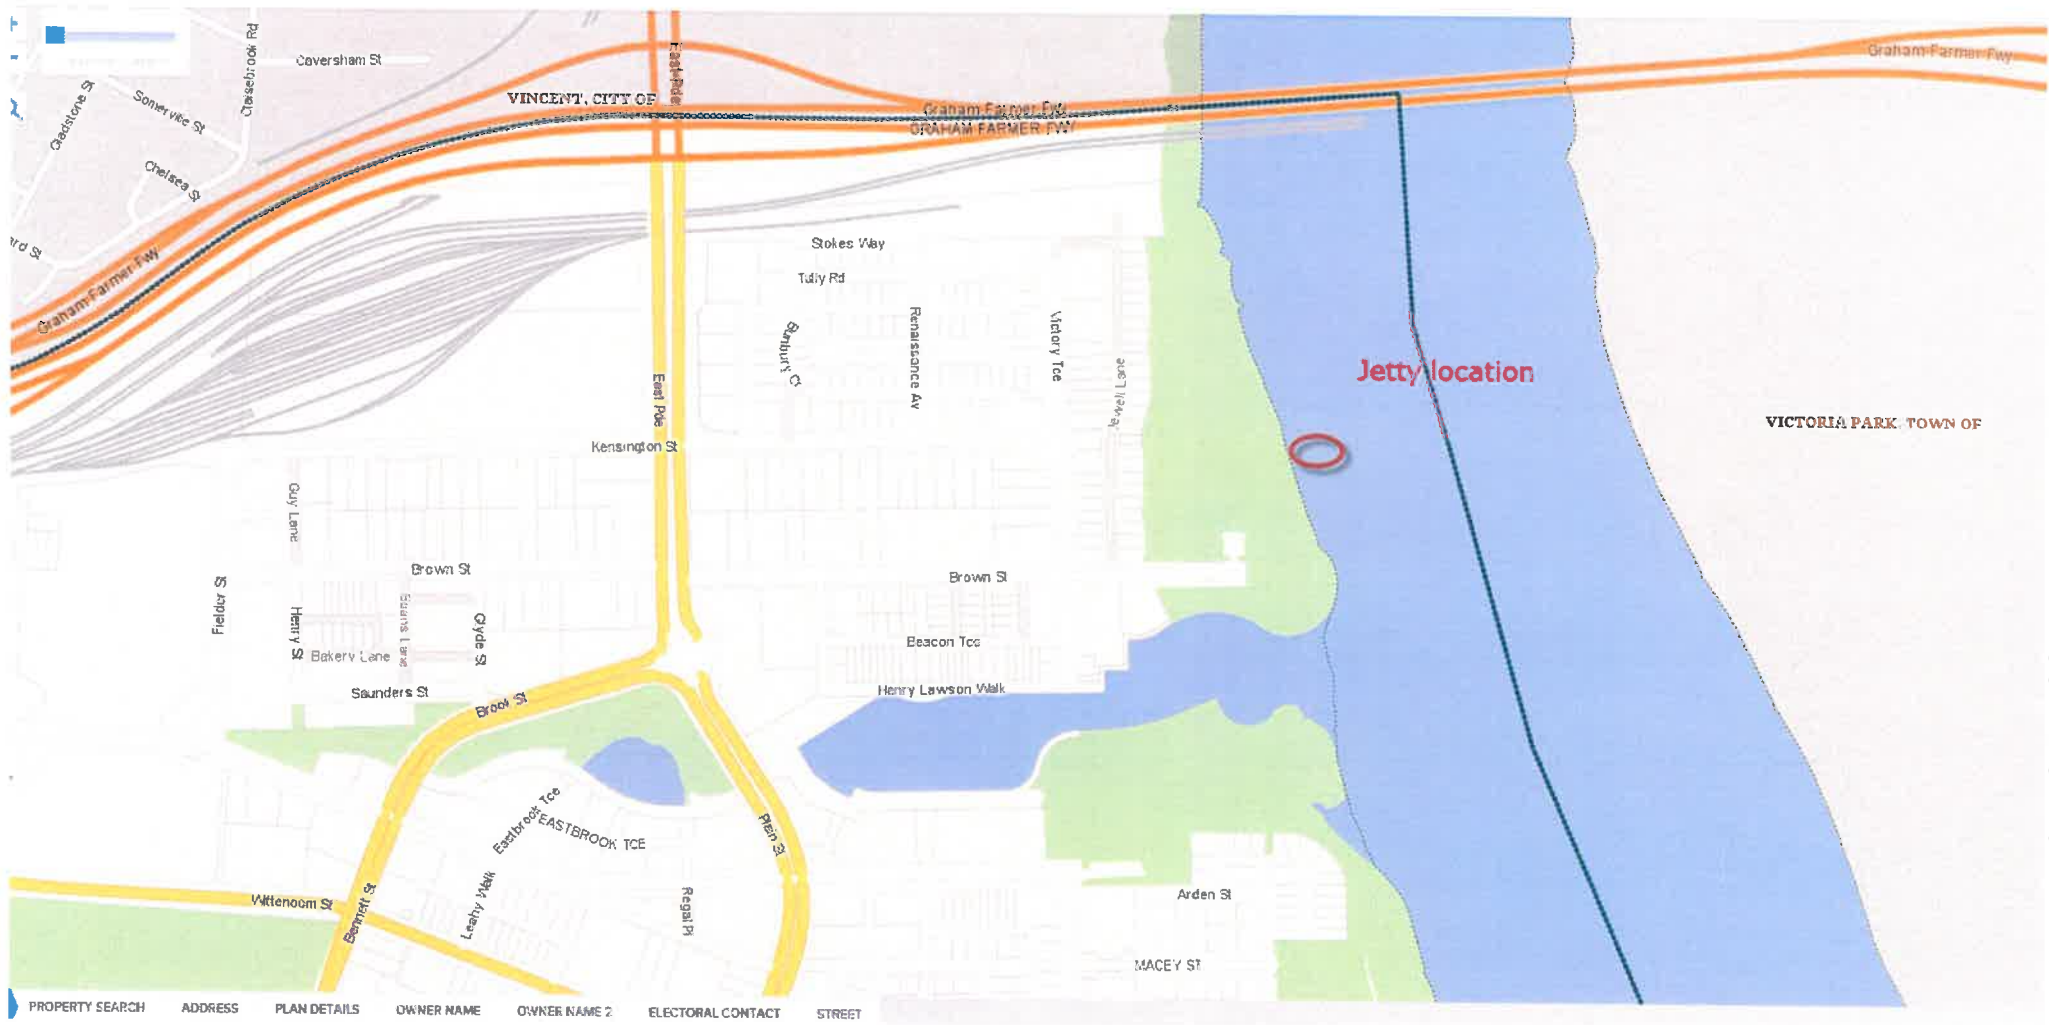 Caversham St
Claisebrook Rd
East Pde
Graham Farmer Fwy
Gladstone St
Somerville St
VINCENT, CITY OF
Graham Farmer Fwy
GRAHAM FARMER FWY
Chelsea St
ard St
Graham Farmer Fwy
Stokes Way
Tully Rd
Bunbury Ct
Renaissance Av
Victory Tce
Jewell Lane
East Pde
Jetty location
VICTORIA PARK, TOWN OF
Kensington St
Guy Lane
Brown St
Brown St
Fielder St
Henry St
Clyde St
Bakery Lane
Beacon Tce
Saunders St
Henry Lawson Walk
Brook St
Eastbrook Tce
EASTBROOK TCE
Plain St
Wittenoom St
Bennett St
Leahy Walk
Regal Pl
Arden St
MACEY ST
PROPERTY SEARCH ADDRESS PLAN DETAILS OWNER NAME OWNER NAME 2 ELECTORAL CONTACT STREET